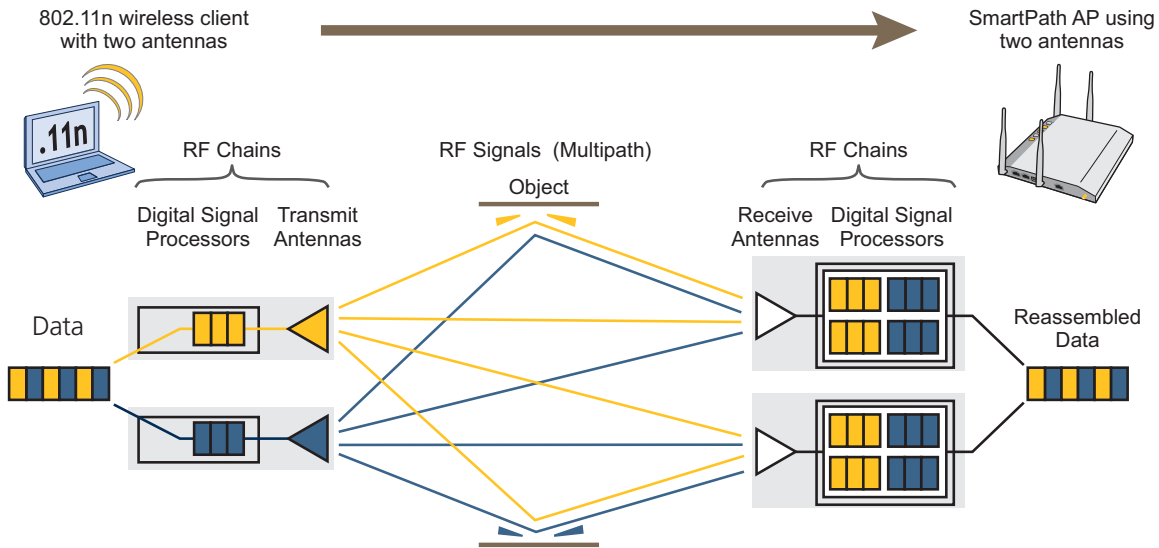 802.11n wireless client
with two antennas
SmartPath AP using
two antennas
.11n
RF Chains
RF Signals (Multipath)
RF Chains
Object
Digital Signal
Processors
Transmit
Antennas
Receive
Antennas
Digital Signal
Processors
Data
Reassembled
Data